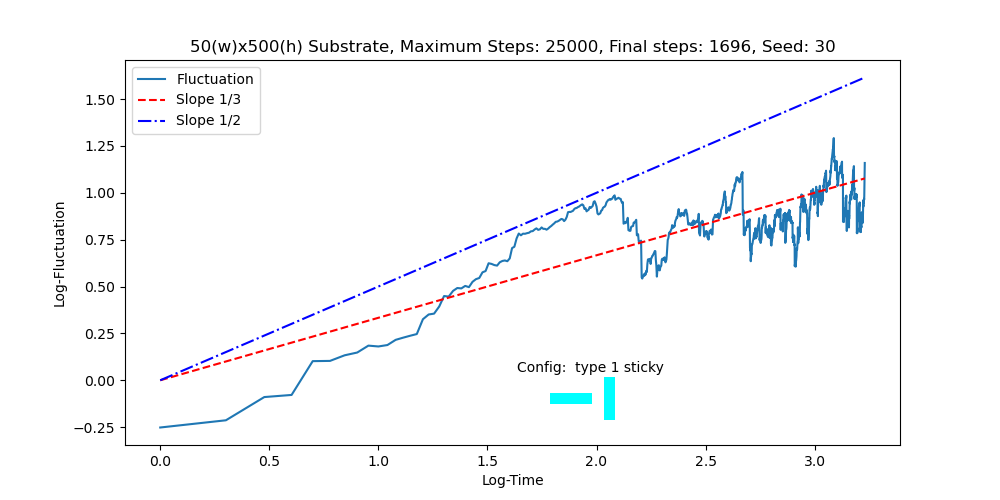 50(w)x500(h) Substrate, Maximum Steps: 25000, Final steps: 1696, Seed: 30
Fluctuation
Slope 1/3
Slope 1/2
1.50
1.25
1.00
0.75
0.50
0.25
0.00
−0.25
Log-Fluctuation
Config:  type 1 sticky
0.0
0.5
1.0
1.5
2.0
2.5
3.0
Log-Time